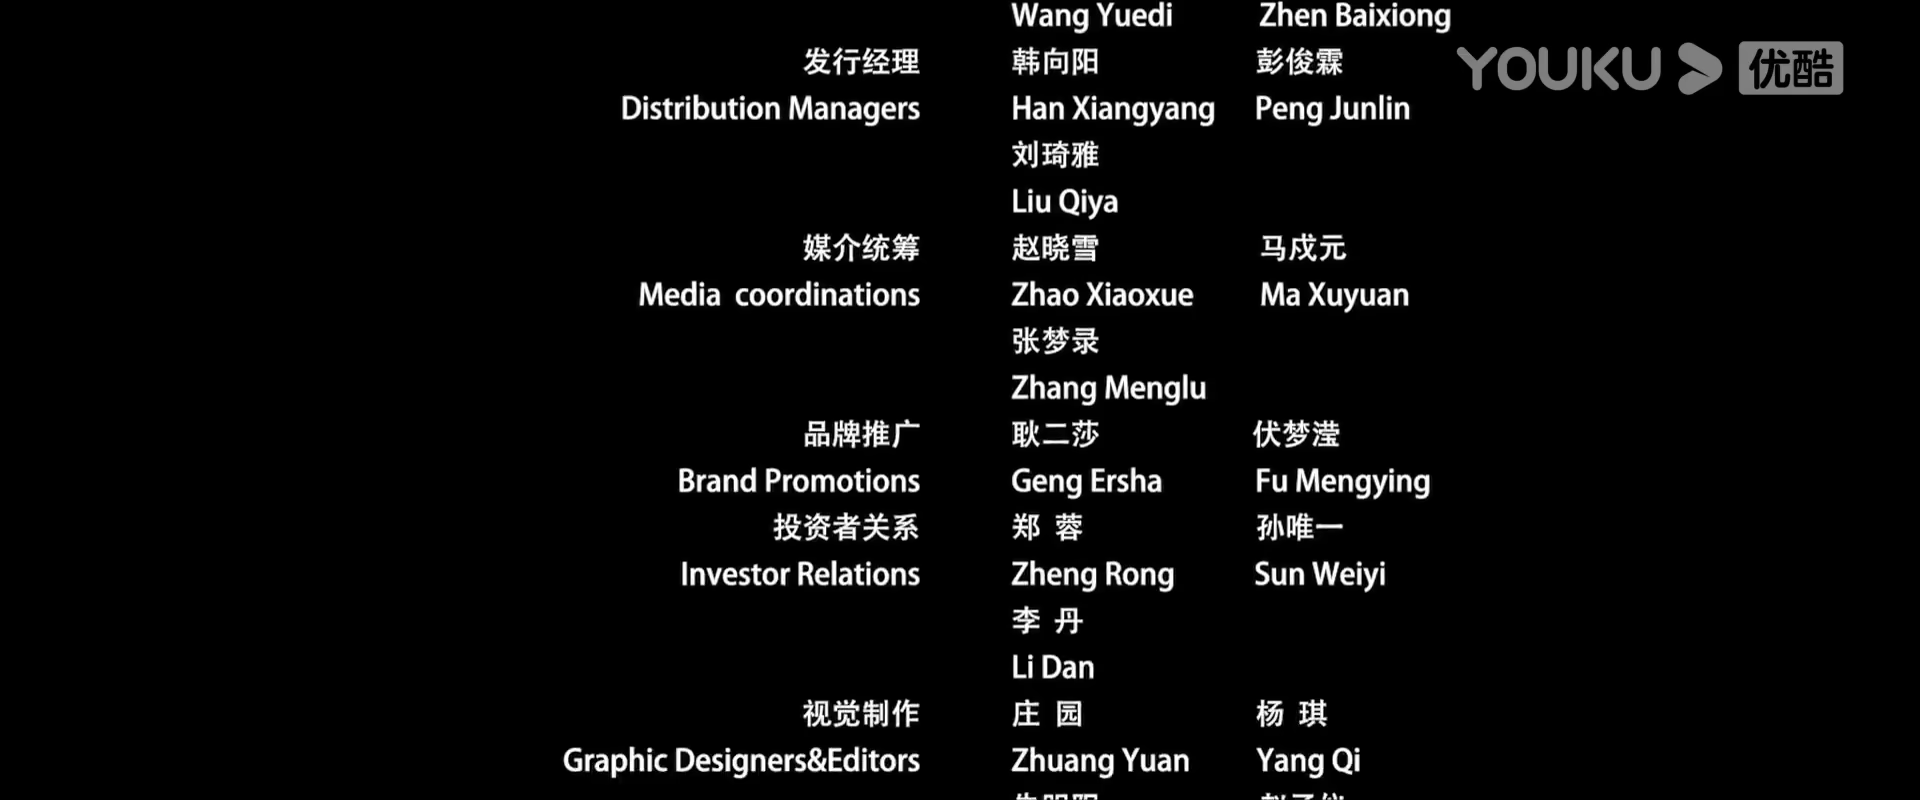 Wang Yuedi Zhen Baixiong
发行经理 韩向阳 彭俊霖
YOUKU 优酷
Distribution Managers Han Xiangyang Peng Junlin
刘琦雅
Liu Qiya
媒介统筹 赵晓雪 马戍元
Media coordinations Zhao Xiaoxue Ma Xuyuan
张梦录
Zhang Menglu
品牌推广 耿二莎 伏梦滢
Brand Promotions Geng Ersha Fu Mengying
投资者关系 郑 蓉 孙唯一
Investor Relations Zheng Rong Sun Weiyi
李 丹
Li Dan
视觉制作 庄 园 杨 琪
Graphic Designers&Editors Zhuang Yuan Yang Qi